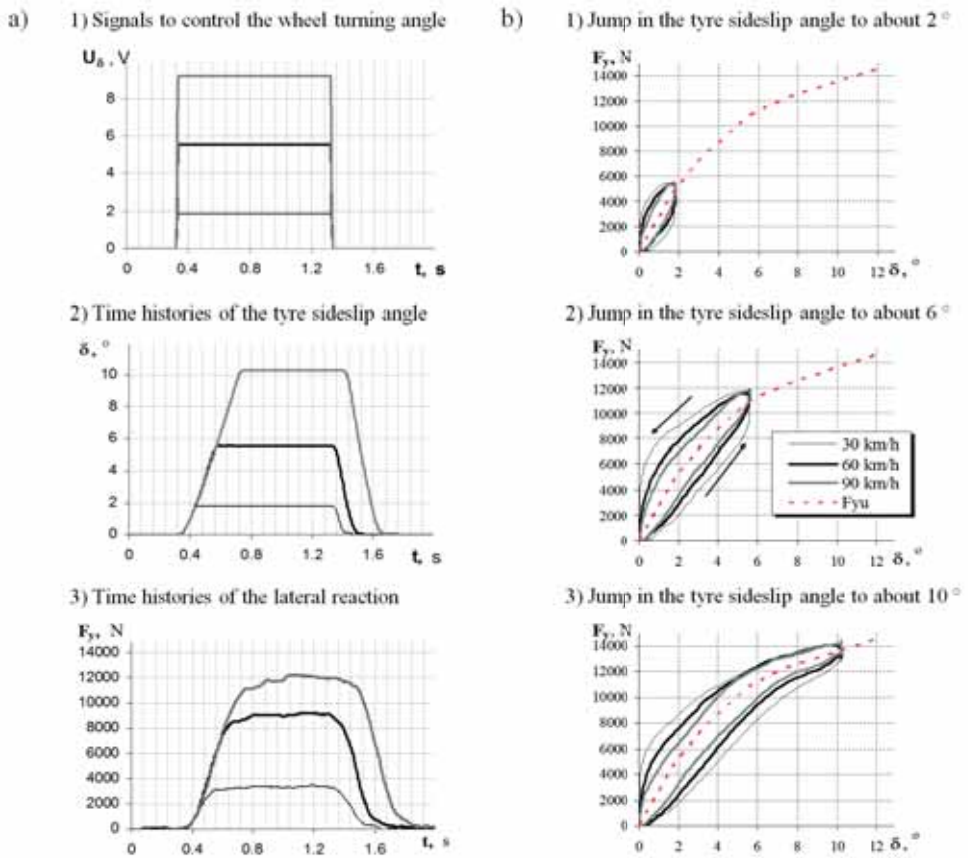 a)
1) Signals to control the wheel turning angle
Uδ, V
8
6
4
2
0
0 0.4 0.8 1.2 1.6
t, s
2) Time histories of the tyre sideslip angle
δ, °
10
8
6
4
2
0
0 0.4 0.8 1.2 1.6
t, s
3) Time histories of the lateral reaction
Fy, N
14000
12000
10000
8000
6000
4000
2000
0
0 0.4 0.8 1.2 1.6
t, s
b)
1) Jump in the tyre sideslip angle to about 2 °
Fy, N
14000
12000
10000
8000
6000
4000
2000
0
0 2 4 6 8 10 12 δ, °
2) Jump in the tyre sideslip angle to about 6 °
Fy, N
14000
12000
10000
8000
6000
4000
2000
0
30 km/h
60 km/h
90 km/h
Fyu
0 2 4 6 8 10 12 δ, °
3) Jump in the tyre sideslip angle to about 10 °
Fy, N
14000
12000
10000
8000
6000
4000
2000
0
0 2 4 6 8 10 12 δ, °